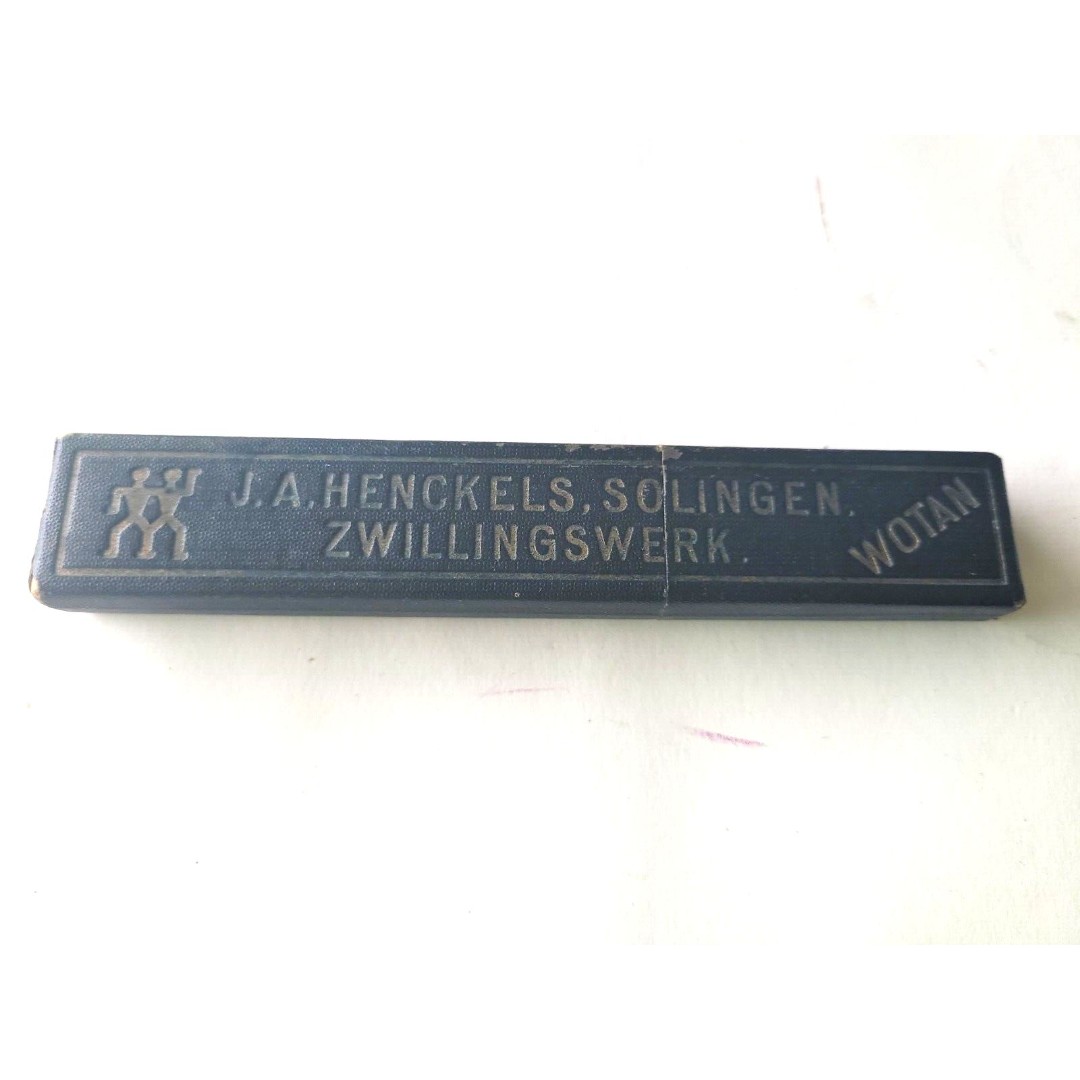 J.A.HENCKELS, SOLINGEN.
ZWILLINGSWERK.
WOTAN